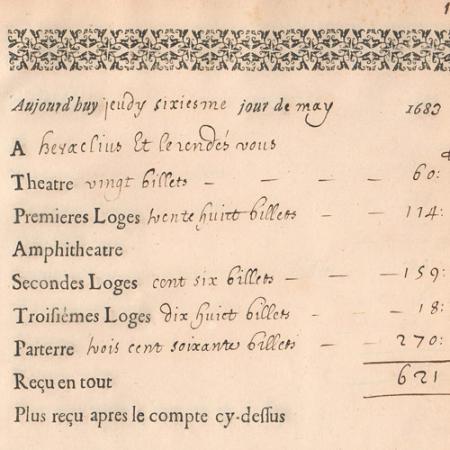 Aujourd'huy jeudy sixiesme jour de may 1683
A heraclius Et le rendés vous
Theatre vingt billets — — — — 60:
Premieres Loges trente huict billets — — 114:
Amphitheatre
Secondes Loges cent six billets — — — 159:
Troisiémes Loges dix huict billets — — 18:
Parterre trois cent soixante billets — — 270:
Reçu en tout 621
Plus reçu apres le compte cy-dessus